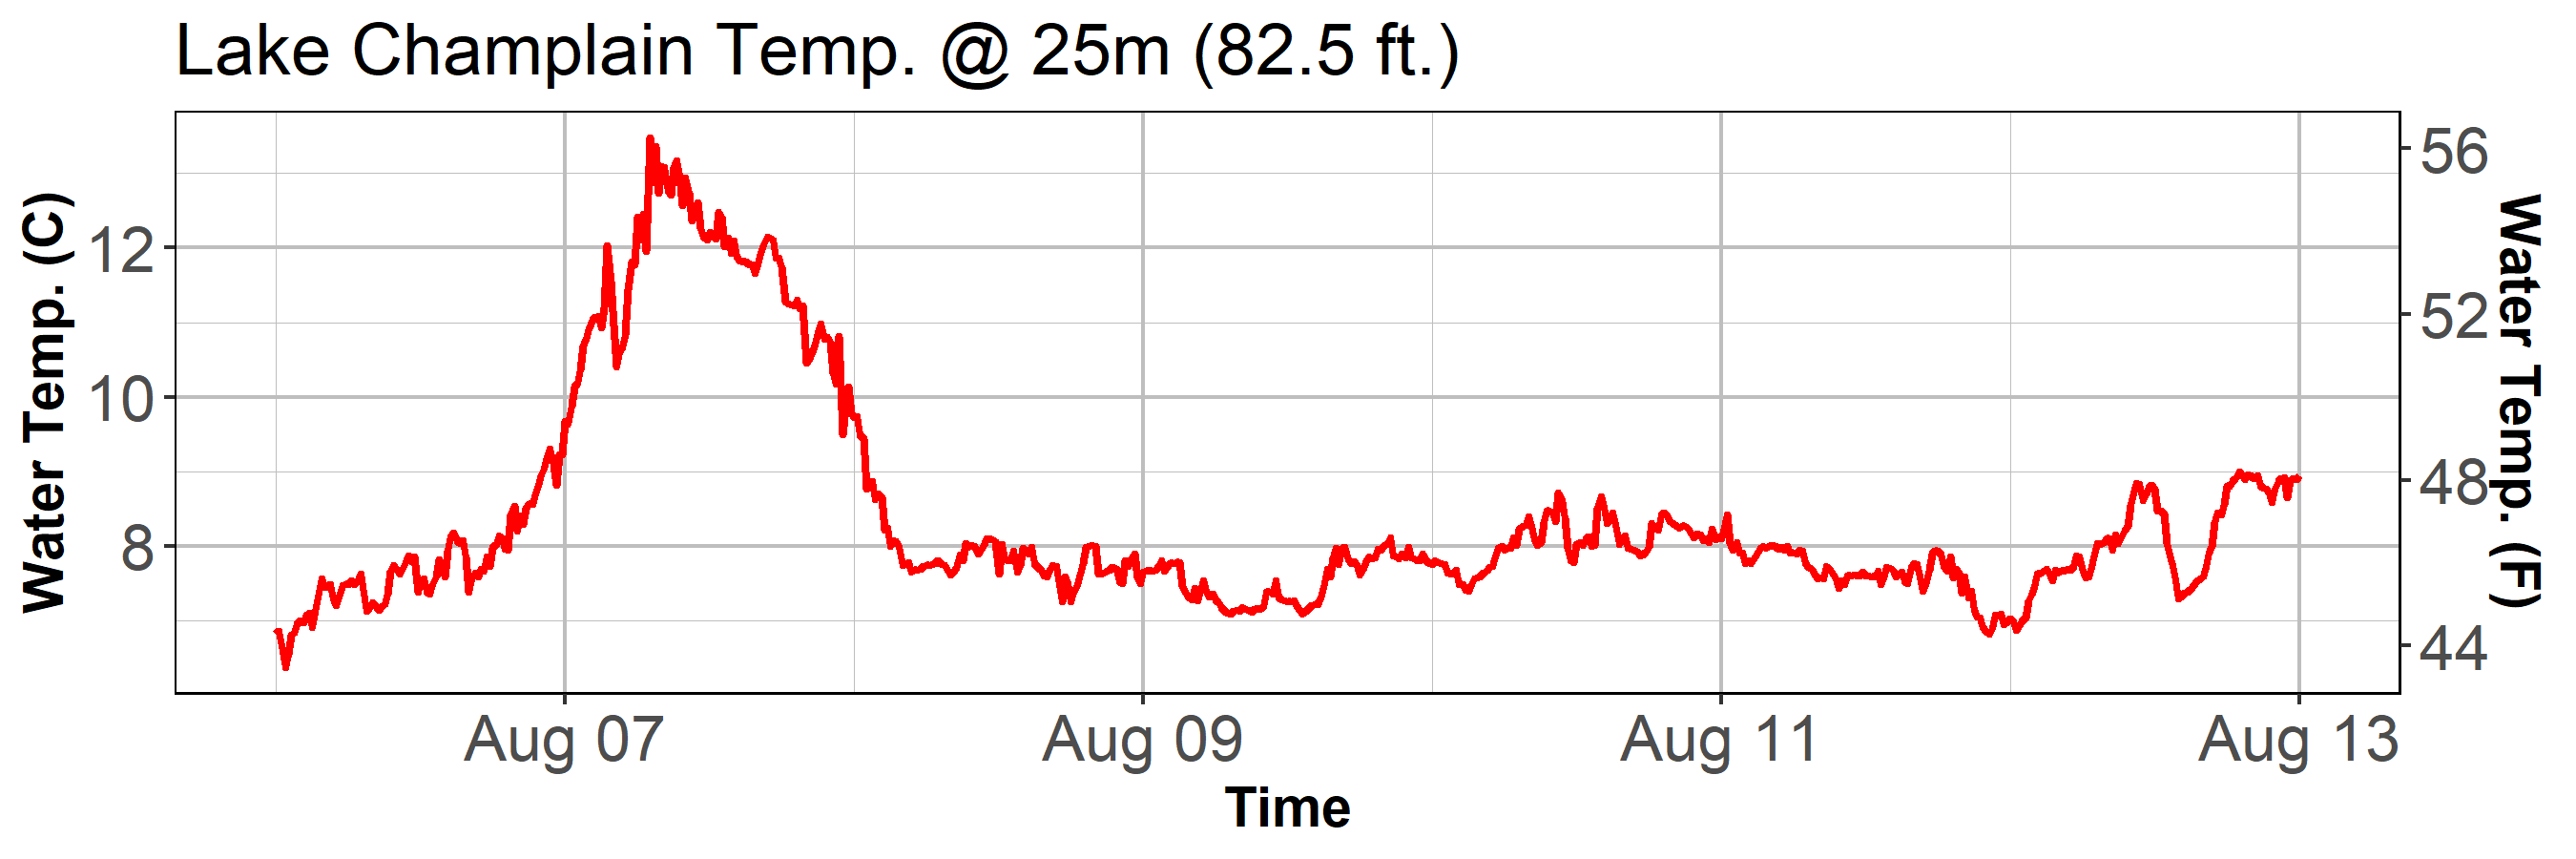 Lake Champlain Temp. @ 25m (82.5 ft.)
Water Temp. (C)
12
10
8
56
52
48
44
Water Temp. (F)
Aug 07 Aug 09 Aug 11 Aug 13
Time